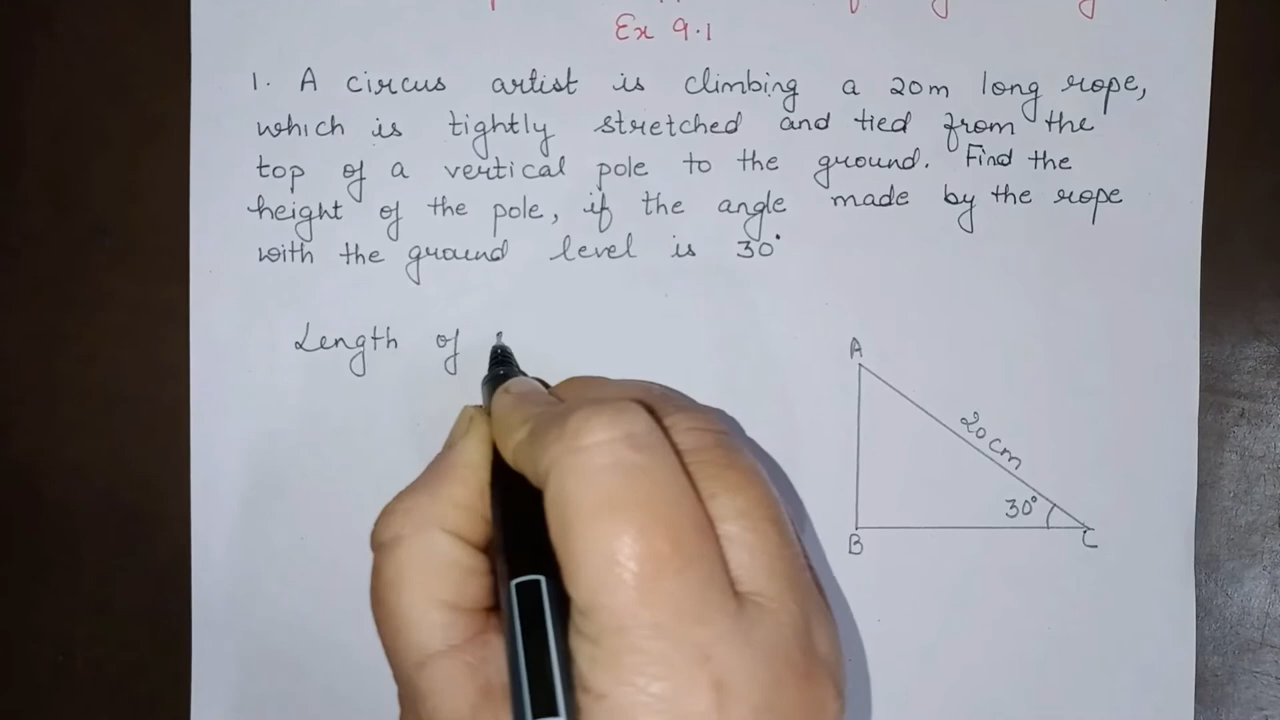 Ex 9.1
1. A circus artist is climbing a 20m long rope,
which is tightly stretched and tied from the
top of a vertical pole to the ground. Find the
height of the pole, if the angle made by the rope
with the ground level is 30°
Length of
A
20cm
30°
B
C